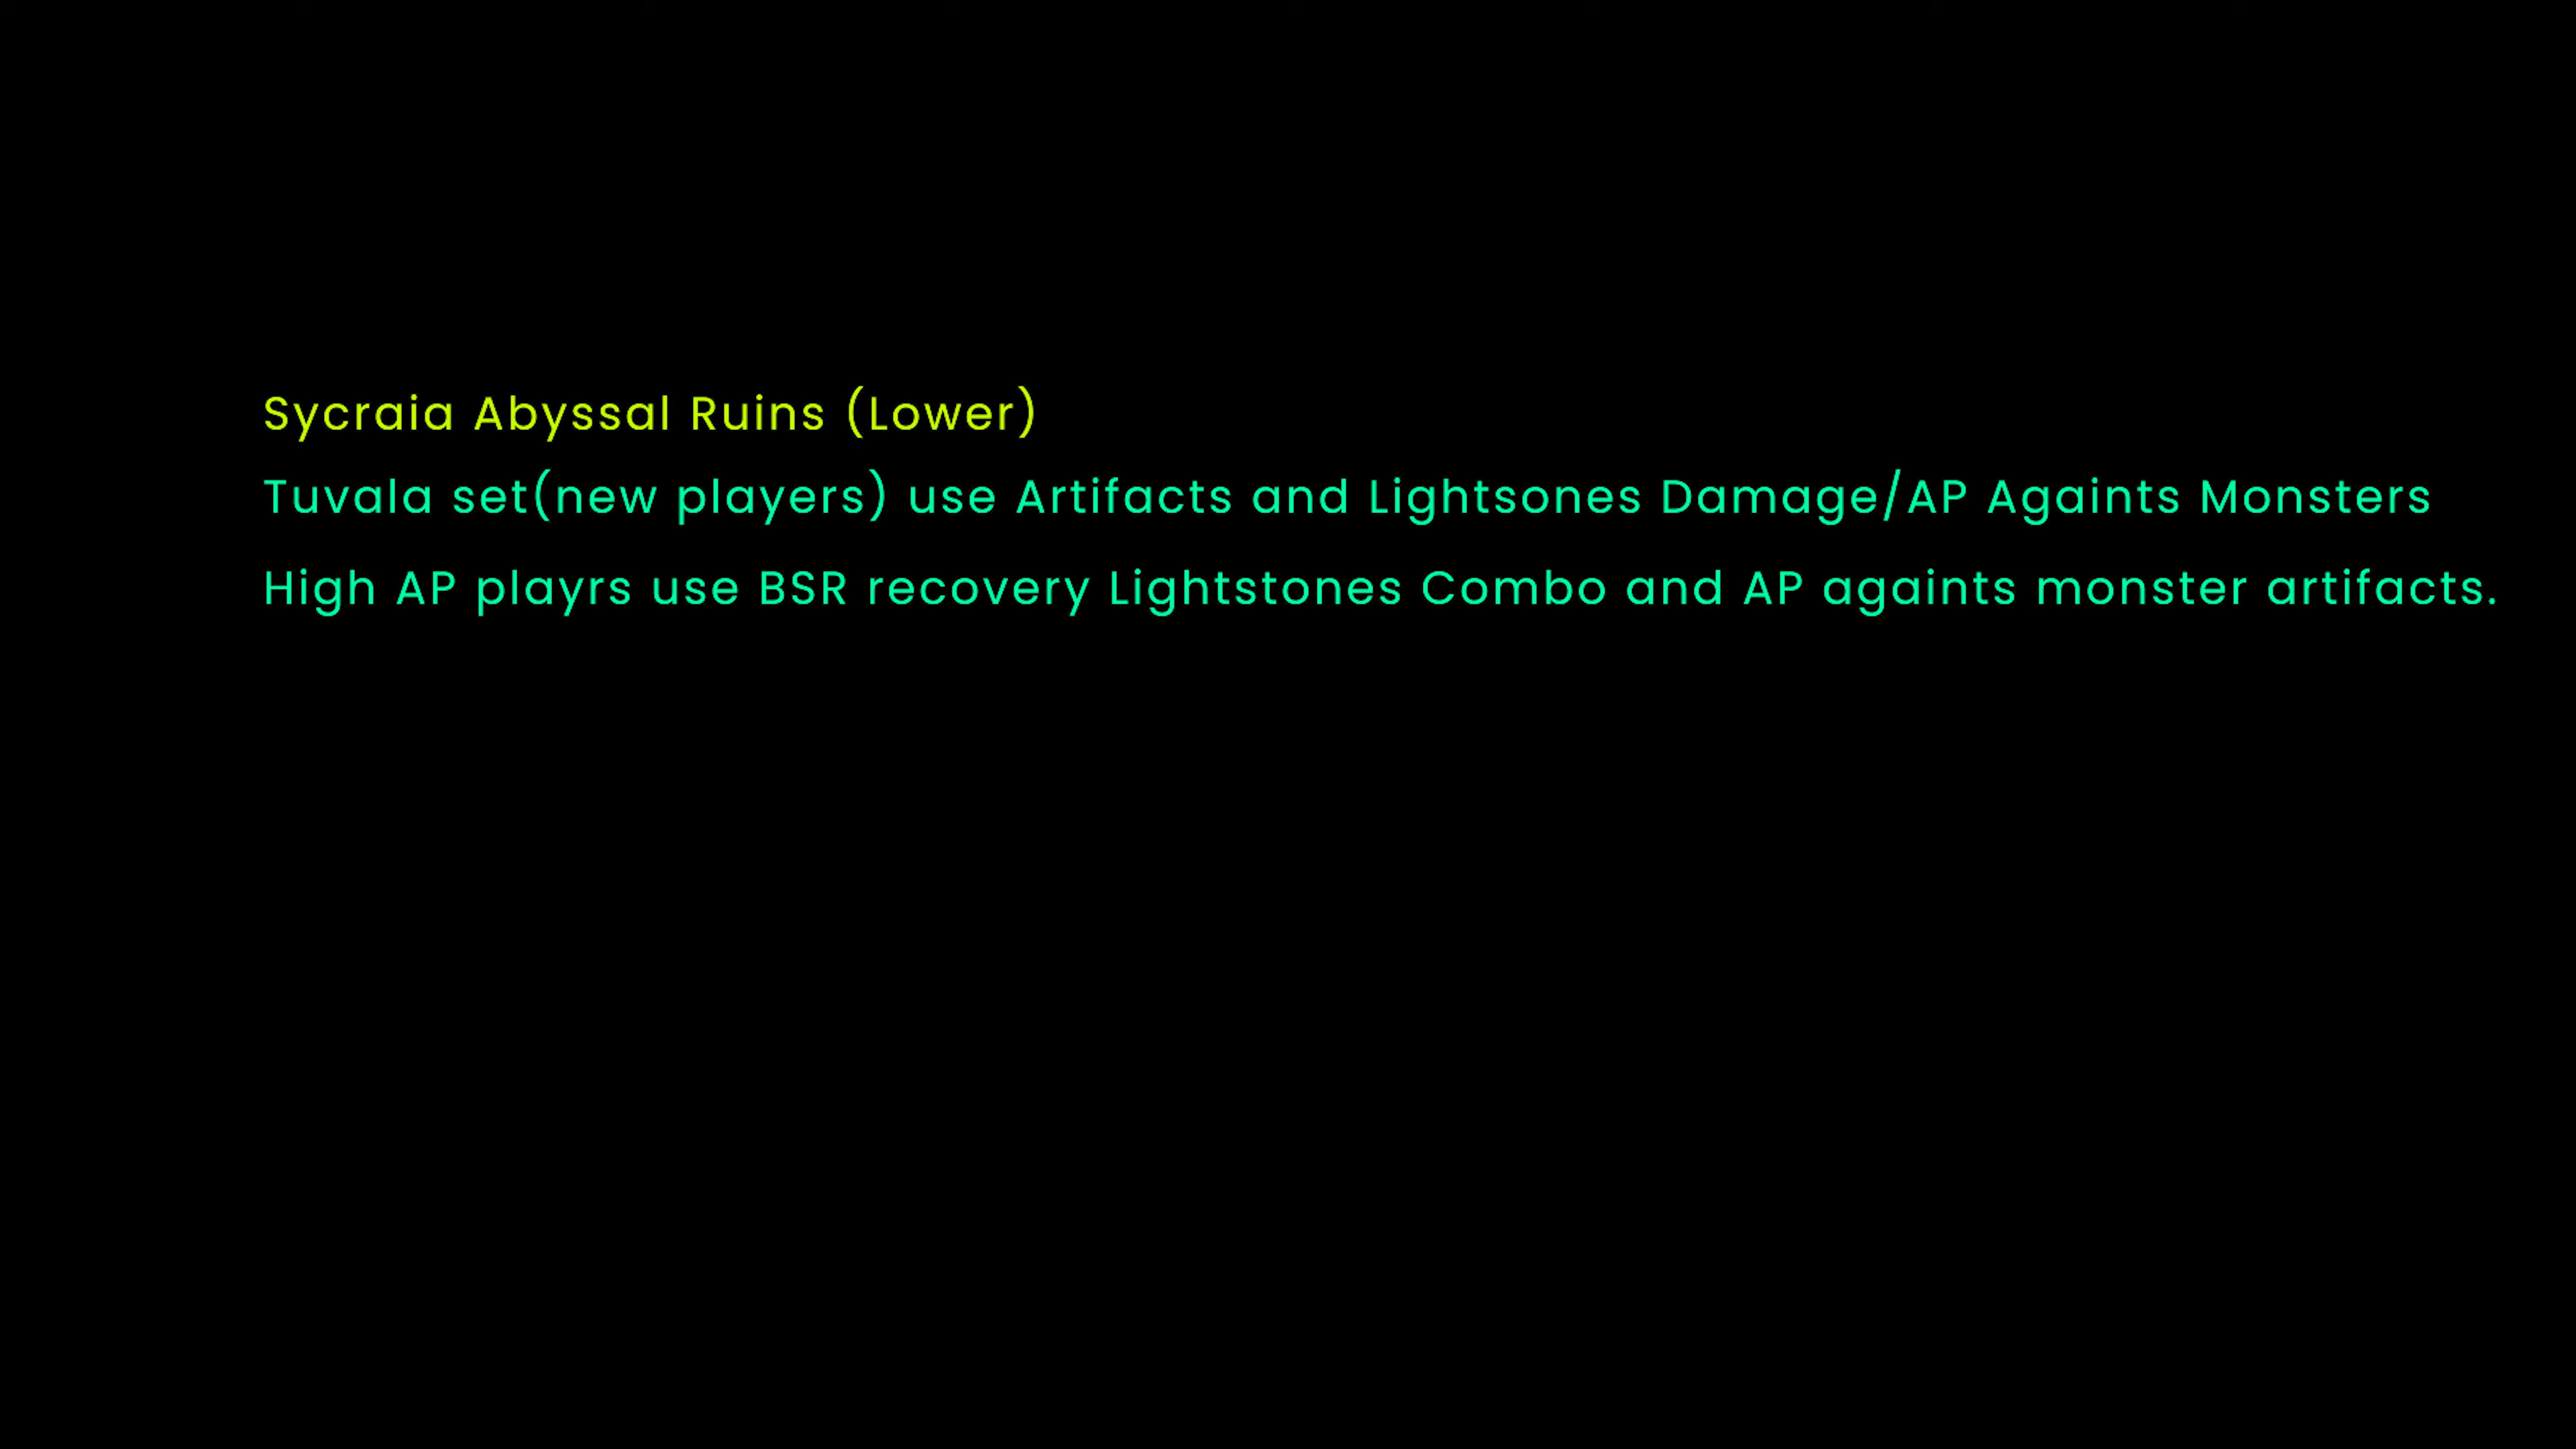 Sycraia Abyssal Ruins (Lower)
Tuvala set(new players) use Artifacts and Lightsones Damage/AP Againts Monsters
High AP playrs use BSR recovery Lightstones Combo and AP againts monster artifacts.